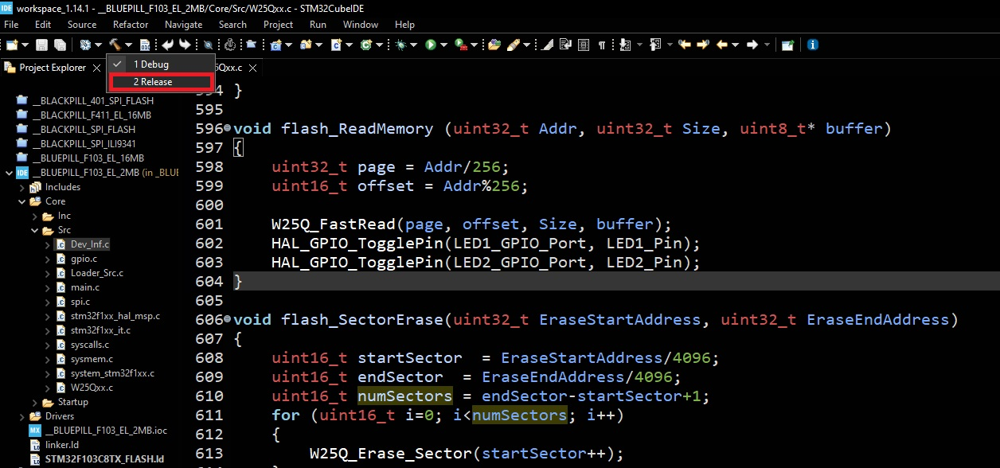 IDE workspace_1.14.1 - __BLUEPILL_F103_EL_2MB/Core/Src/W25Qxx.c - STM32CubeIDE
File Edit Source Refactor Navigate Search Project Run Window Help
Project Explorer
Qxx.c
1 Debug
2 Release
__BLACKPILL_401_SPI_FLASH
__BLACKPILL_F411_EL_16MB
__BLACKPILL_SPI_FLASH
__BLACKPILL_SPI_ILI9341
__BLUEPILL_F103_EL_16MB
IDE __BLUEPILL_F103_EL_2MB (in _BLUE
Includes
Core
Inc
Src
Dev_Inf.c
gpio.c
Loader_Src.c
main.c
spi.c
stm32f1xx_hal_msp.c
stm32f1xx_it.c
syscalls.c
sysmem.c
system_stm32f1xx.c
W25Qxx.c
Startup
Drivers
MX __BLUEPILL_F103_EL_2MB.ioc
linker.ld
STM32F103C8TX_FLASH.ld
594 }
595
596 void flash_ReadMemory (uint32_t Addr, uint32_t Size, uint8_t* buffer)
597 {
598 uint32_t page = Addr/256;
599 uint16_t offset = Addr%256;
600
601 W25Q_FastRead(page, offset, Size, buffer);
602 HAL_GPIO_TogglePin(LED1_GPIO_Port, LED1_Pin);
603 HAL_GPIO_TogglePin(LED2_GPIO_Port, LED2_Pin);
604 }
605
606 void flash_SectorErase(uint32_t EraseStartAddress, uint32_t EraseEndAddress)
607 {
608 uint16_t startSector = EraseStartAddress/4096;
609 uint16_t endSector = EraseEndAddress/4096;
610 uint16_t numSectors = endSector-startSector+1;
611 for (uint16_t i=0; i<numSectors; i++)
612 {
613 W25Q_Erase_Sector(startSector++);